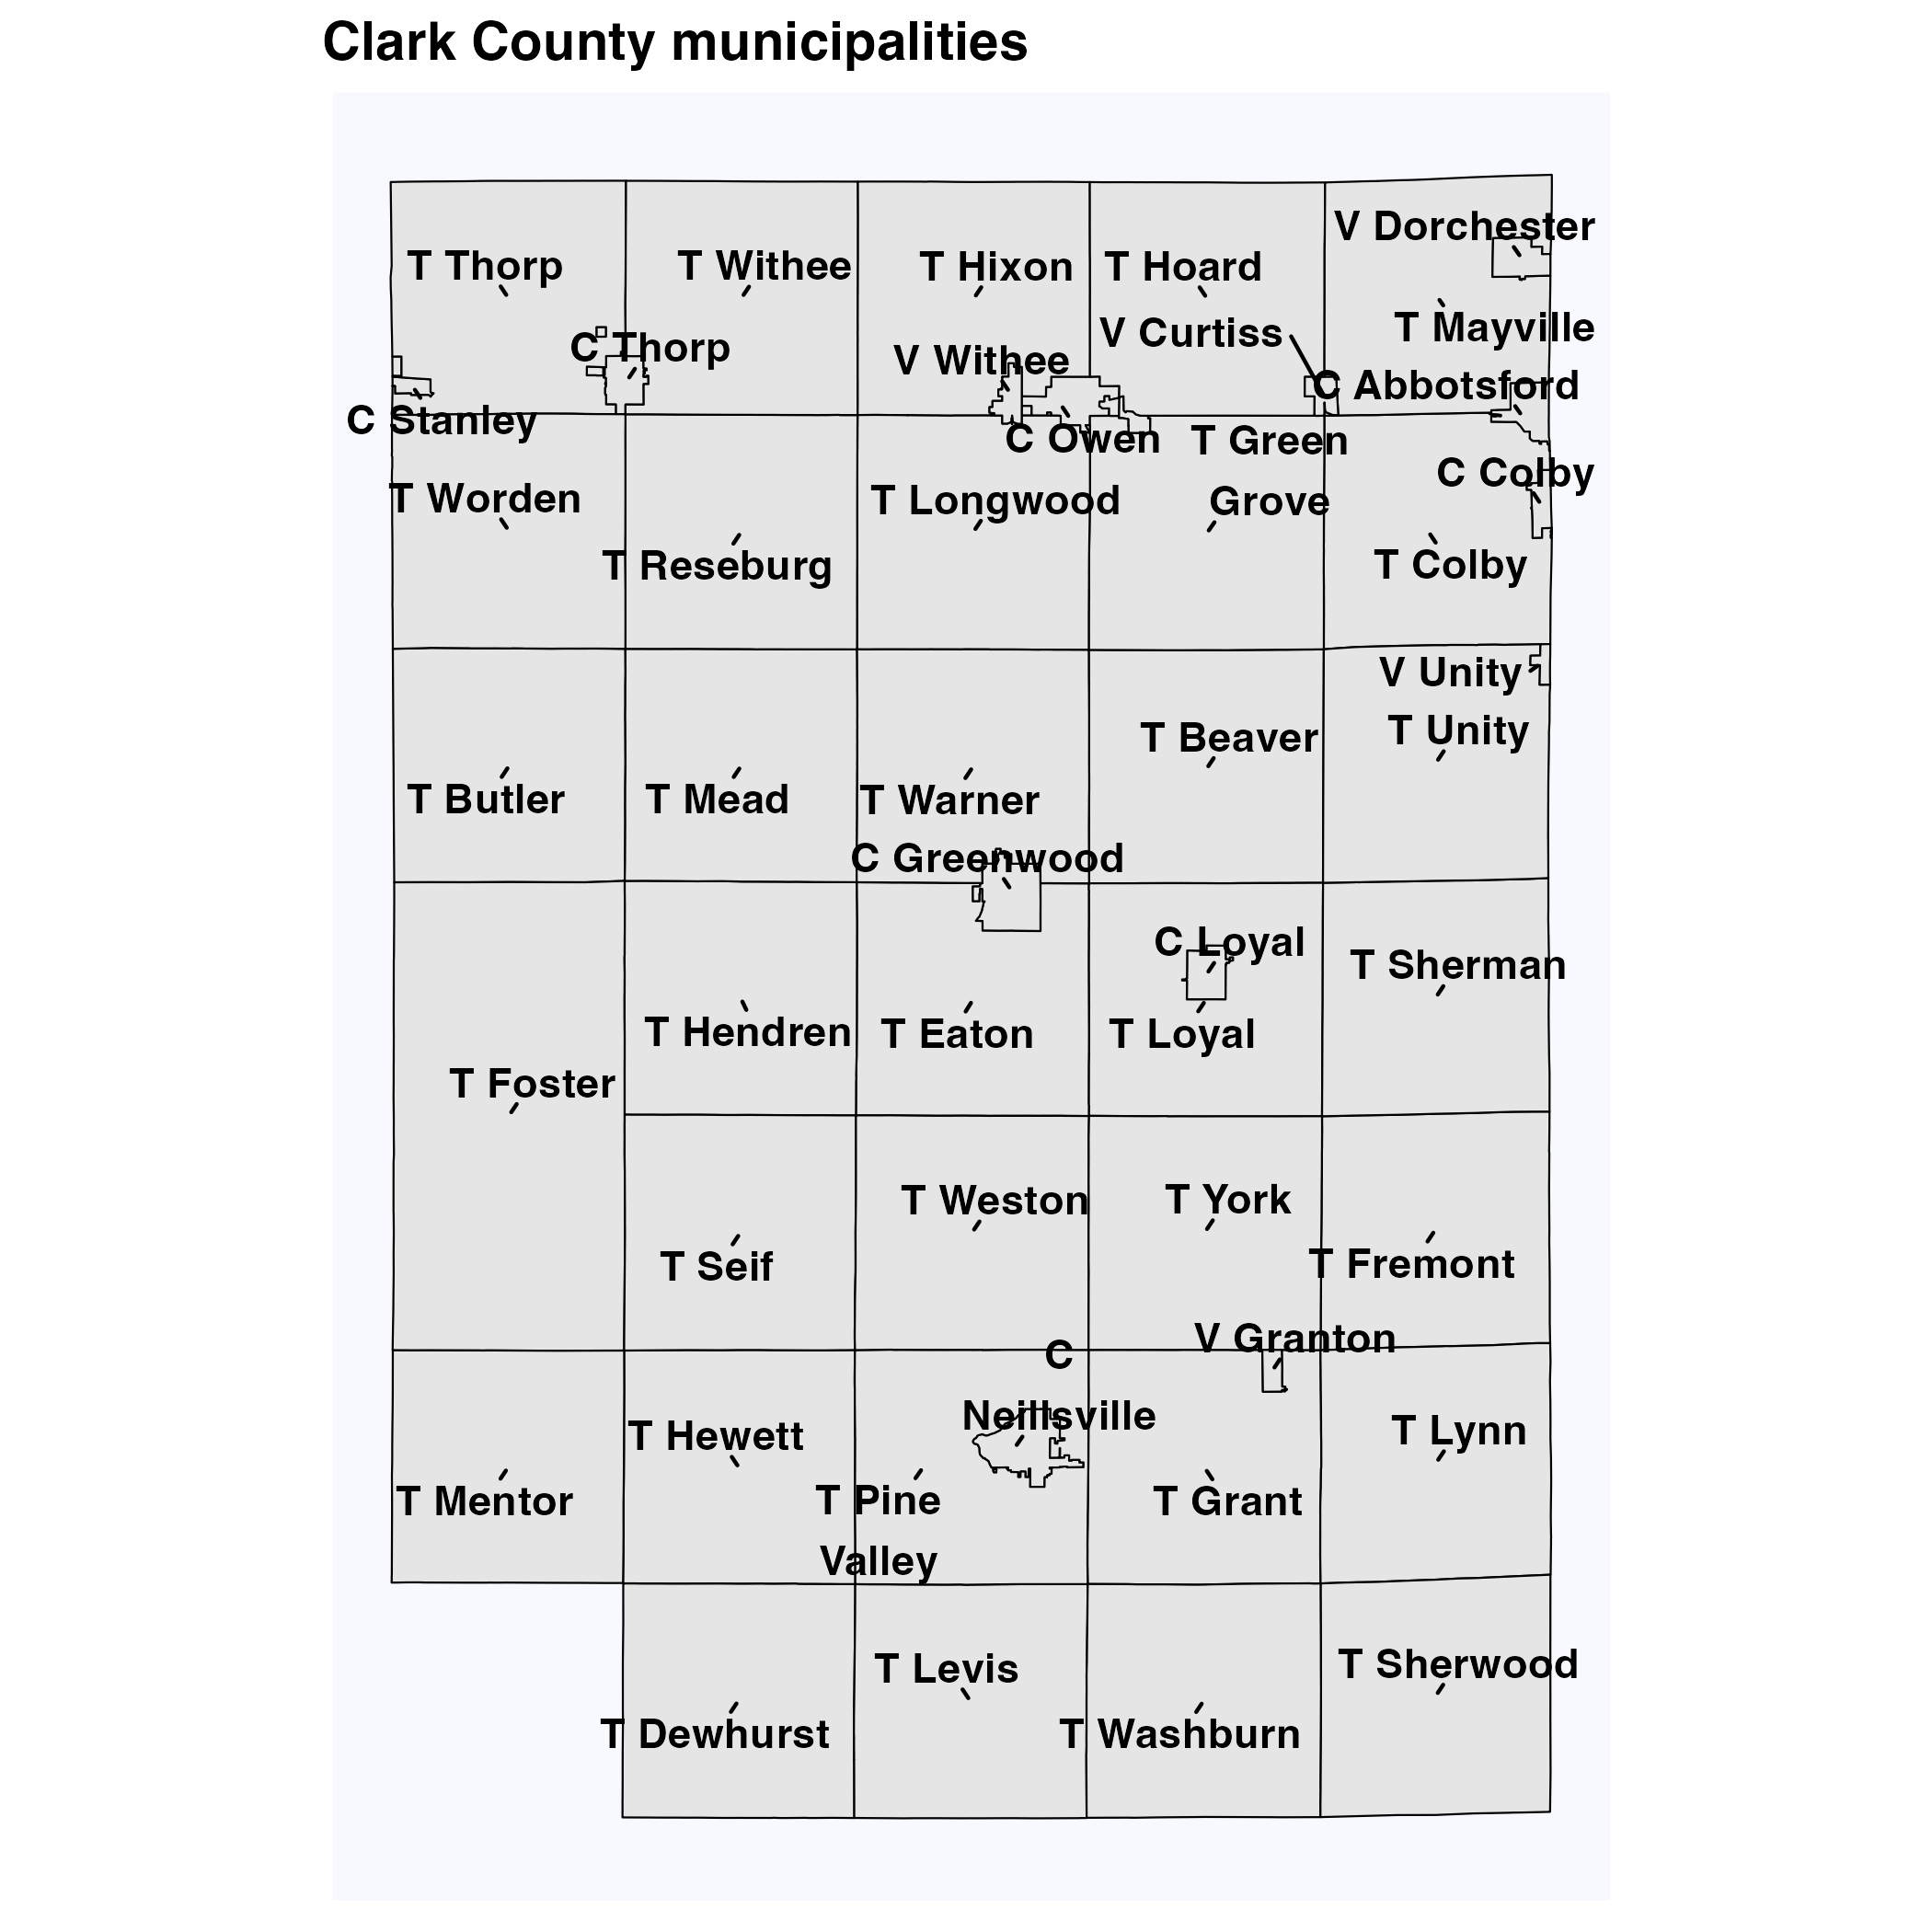 Clark County municipalities
V Dorchester
T Thorp
T Withee
T Hixon
T Hoard
T Mayville
V Curtiss
C Thorp
V Withee
C Abbotsford
C Stanley
C Owen
T Green
Grove
C Colby
T Worden
T Longwood
T Reseburg
T Colby
V Unity
T Unity
T Beaver
T Butler
T Mead
T Warner
C Greenwood
C Loyal
T Sherman
T Hendren
T Eaton
T Loyal
T Foster
T Weston
T York
T Seif
T Fremont
V Granton
C
Neillsville
T Hewett
T Lynn
T Mentor
T Pine
Valley
T Grant
T Levis
T Sherwood
T Dewhurst
T Washburn